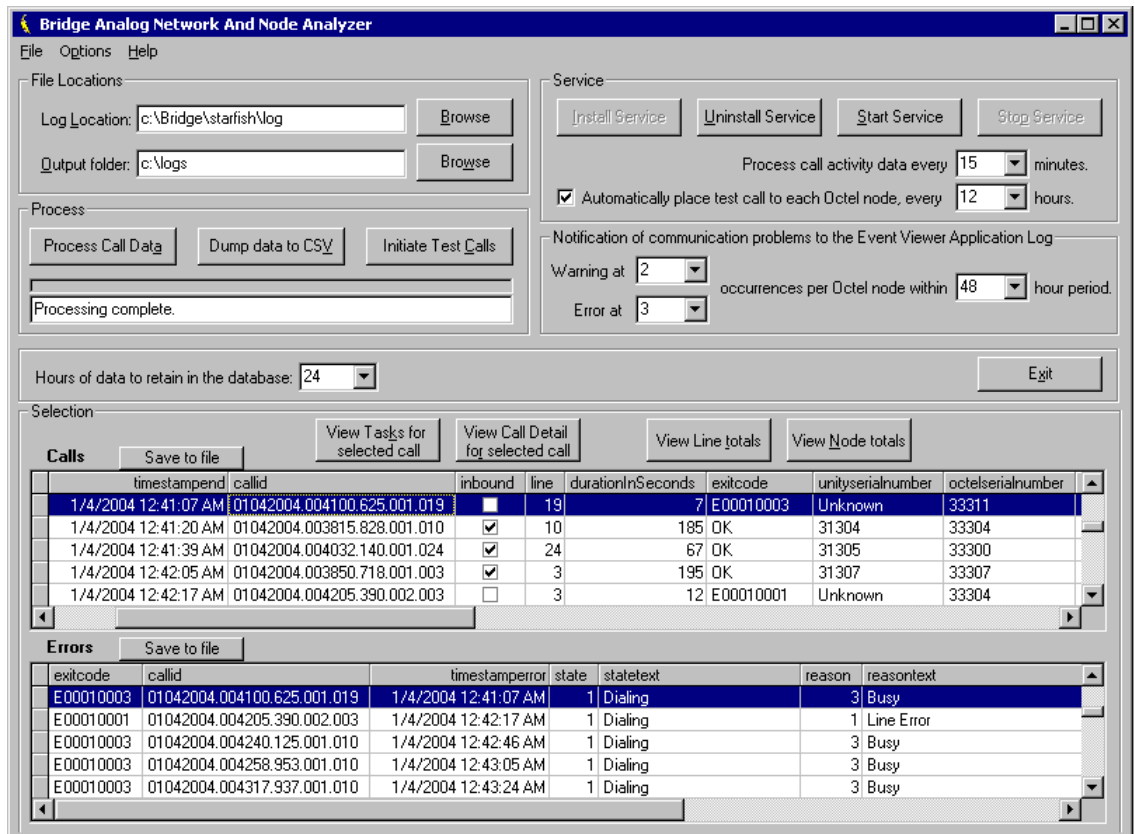 Bridge Analog Network And Node Analyzer
File Options Help
File Locations
Log Location: c:\Bridge\starfish\log Browse
Output folder: c:\logs Browse
Service
Install Service Uninstall Service Start Service Stop Service
Process call activity data every 15 minutes.
Automatically place test call to each Octel node, every 12 hours.
Process
Process Call Data Dump data to CSV Initiate Test Calls
Processing complete.
Notification of communication problems to the Event Viewer Application Log
Warning at 2
occurrences per Octel node within 48 hour period.
Error at 3
Hours of data to retain in the database: 24 Exit
Selection
View Tasks for selected call View Call Detail for selected call View Line totals View Node totals
Calls Save to file
timestampend callid inbound line durationInSeconds exitcode unityserialnumber octelserialnumber
1/4/2004 12:41:07 AM 01042004.004100.625.001.019 19 7 E00010003 Unknown 33311
1/4/2004 12:41:20 AM 01042004.003815.828.001.010 10 185 OK 31304 33304
1/4/2004 12:41:39 AM 01042004.004032.140.001.024 24 67 OK 31305 33300
1/4/2004 12:42:05 AM 01042004.003850.718.001.003 3 195 OK 31307 33307
1/4/2004 12:42:17 AM 01042004.004205.390.002.003 3 12 E00010001 Unknown 33304
Errors Save to file
exitcode callid timestamperror state statetext reason reasontext
E00010003 01042004.004100.625.001.019 1/4/2004 12:41:07 AM 1 Dialing 3 Busy
E00010001 01042004.004205.390.002.003 1/4/2004 12:42:17 AM 1 Dialing 1 Line Error
E00010003 01042004.004240.125.001.010 1/4/2004 12:42:46 AM 1 Dialing 3 Busy
E00010003 01042004.004258.953.001.010 1/4/2004 12:43:05 AM 1 Dialing 3 Busy
E00010003 01042004.004317.937.001.010 1/4/2004 12:43:24 AM 1 Dialing 3 Busy